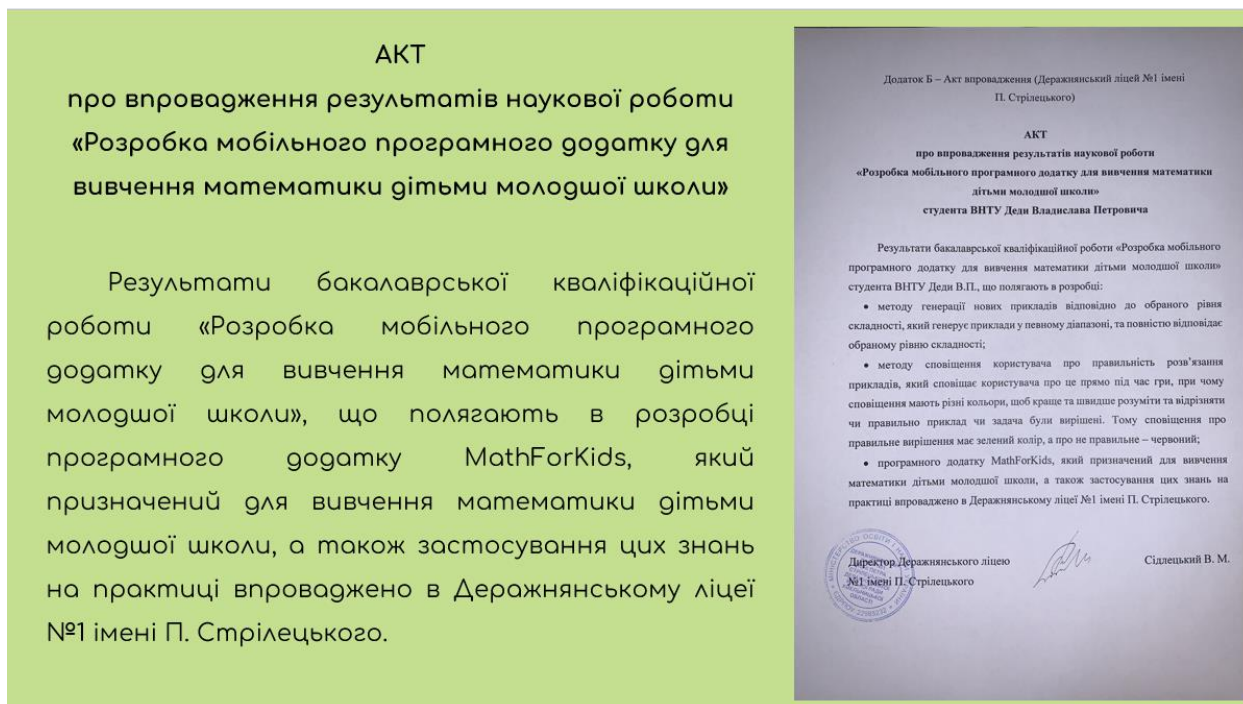 АКТ
про впровадження результатів наукової роботи
«Розробка мобільного програмного додатку для
вивчення математики дітьми молодшої школи»
Результати бакалаврської кваліфікаційної
роботи «Розробка мобільного програмного
додатку для вивчення математики дітьми
молодшої школи», що полягають в розробці
програмного додатку MathForKids, який
призначений для вивчення математики дітьми
молодшої школи, а також застосування цих знань
на практиці впроваджено в Деражнянському ліцеї
№1 імені П. Стрілецького.
Додаток Б – Акт впровадження (Деражнянський ліцей №1 імені
П. Стрілецького)
АКТ
про впровадження результатів наукової роботи
«Розробка мобільного програмного додатку для вивчення математики
дітьми молодшої школи»
студента ВНТУ Деди Владислава Петровича
Результати бакалаврської кваліфікаційної роботи «Розробка мобільного
програмного додатку для вивчення математики дітьми молодшої школи»
студента ВНТУ Деди В.П., що полягають в розробці:
• методу генерації нових прикладів відповідно до обраного рівня
складності, який генерує приклади у певному діапазоні, та повністю відповідає
обраному рівню складності;
• методу сповіщення користувача про правильність розв’язання
прикладів, який сповіщає користувача про це прямо під час гри, при чому
сповіщення мають різні кольори, щоб краще та швидше розуміти та відрізняти
чи правильно приклад чи задача були вирішені. Тому сповіщення про
правильне вирішення має зелений колір, а про не правильне – червоний;
• програмного додатку MathForKids, який призначений для вивчення
математики дітьми молодшої школи, а також застосування цих знань на
практиці впроваджено в Деражнянському ліцеї №1 імені П. Стрілецького.
Директор Деражнянського ліцею
№1 імені П. Стрілецького
Сідлецький В. М.